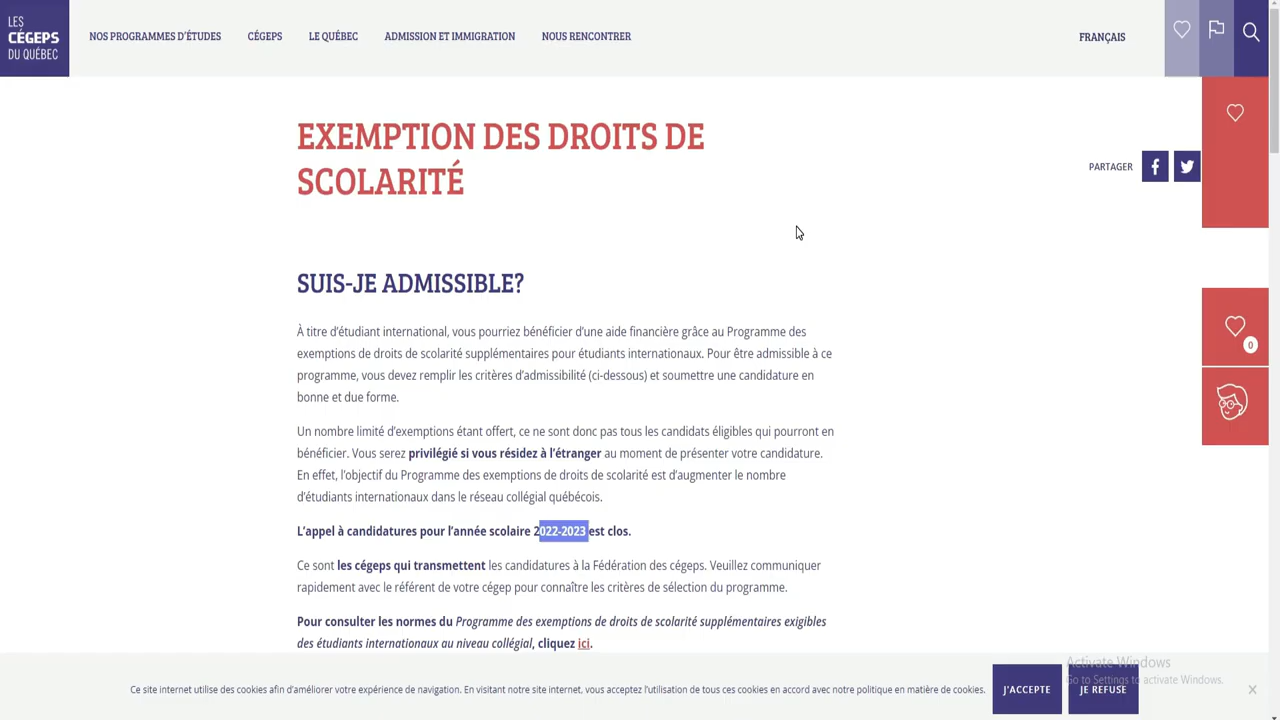 LES
CÉGEPS
DU QUÉBEC
NOS PROGRAMMES D'ÉTUDES
CÉGEPS
LE QUÉBEC
ADMISSION ET IMMIGRATION
NOUS RENCONTRER
FRANÇAIS
EXEMPTION DES DROITS DE
SCOLARITÉ
PARTAGER
SUIS-JE ADMISSIBLE?
À titre d'étudiant international, vous pourriez bénéficier d'une aide financière grâce au Programme des
exemptions de droits de scolarité supplémentaires pour étudiants internationaux. Pour être admissible à ce
programme, vous devez remplir les critères d'admissibilité (ci-dessous) et soumettre une candidature en
bonne et due forme.
0
Un nombre limité d'exemptions étant offert, ce ne sont donc pas tous les candidats éligibles qui pourront en
bénéficier. Vous serez privilégié si vous résidez à l'étranger au moment de présenter votre candidature.
En effet, l'objectif du Programme des exemptions de droits de scolarité est d'augmenter le nombre
d'étudiants internationaux dans le réseau collégial québécois.
L'appel à candidatures pour l'année scolaire 2022-2023 est clos.
Ce sont les cégeps qui transmettent les candidatures à la Fédération des cégeps. Veuillez communiquer
rapidement avec le référent de votre cégep pour connaître les critères de sélection du programme.
Pour consulter les normes du Programme des exemptions de droits de scolarité supplémentaires exigibles
des étudiants internationaux au niveau collégial, cliquez ici.
Activate Windows
Go to Settings to activate Windows.
Ce site internet utilise des cookies afin d'améliorer votre expérience de navigation. En visitant notre site internet, vous acceptez l'utilisation de tous ces cookies en accord avec notre politique en matière de cookies.
J'ACCEPTE
JE REFUSE